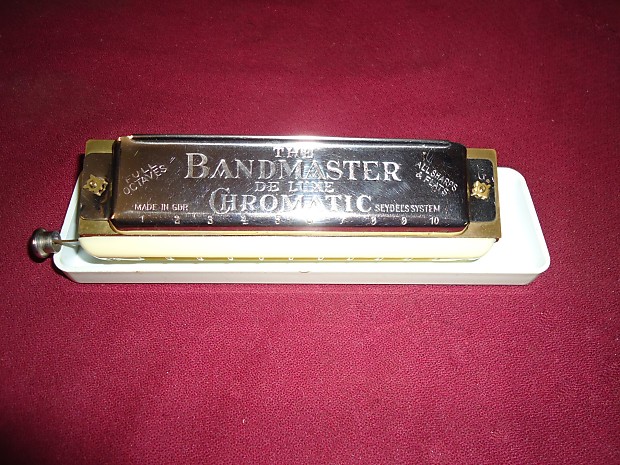 THE
BANDMASTER
DE LUXE
CHROMATIC
FULL
OCTAVES
ALL SHARPS
& FLATS
MADE IN GDR
SEYDEL'S SYSTEM
1 2 3 4 5 6 7 8 9 10